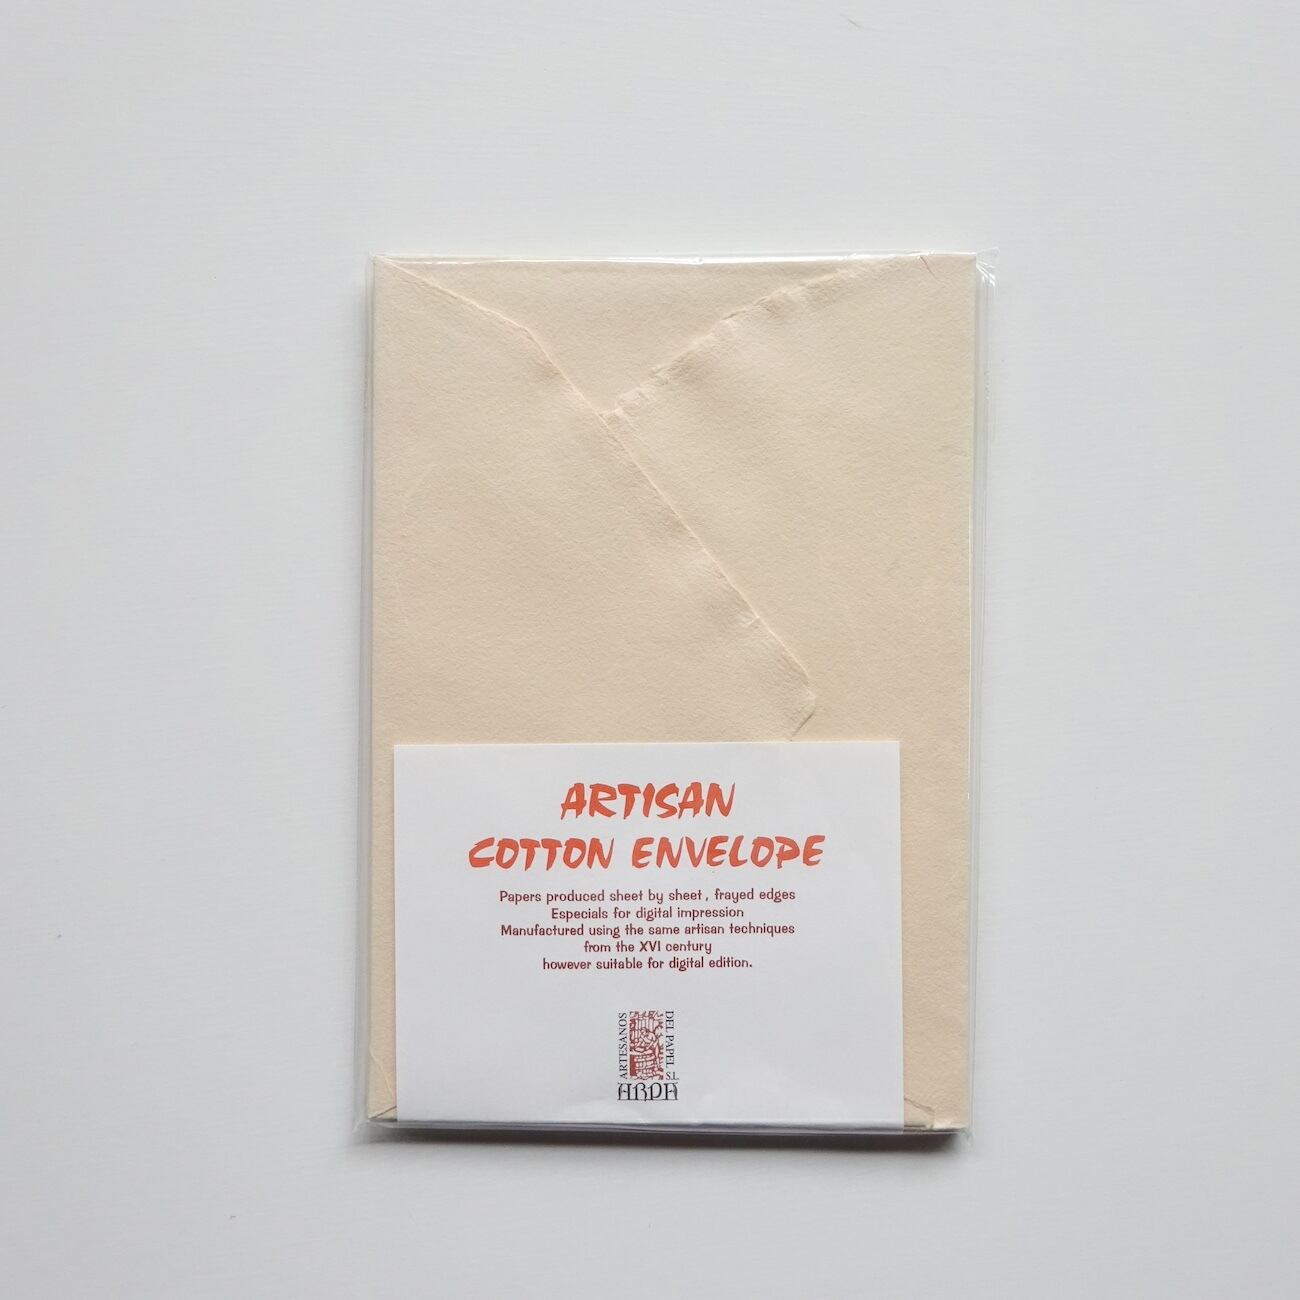 ARTISAN
COTTON ENVELOPE
Papers produced sheet by sheet , frayed edges
Especials for digital impression
Manufactured using the same artisan techniques
from the XVI century
however suitable for digital edition.
ARTESANOS
DEL PAPEL S.L.
ARPA